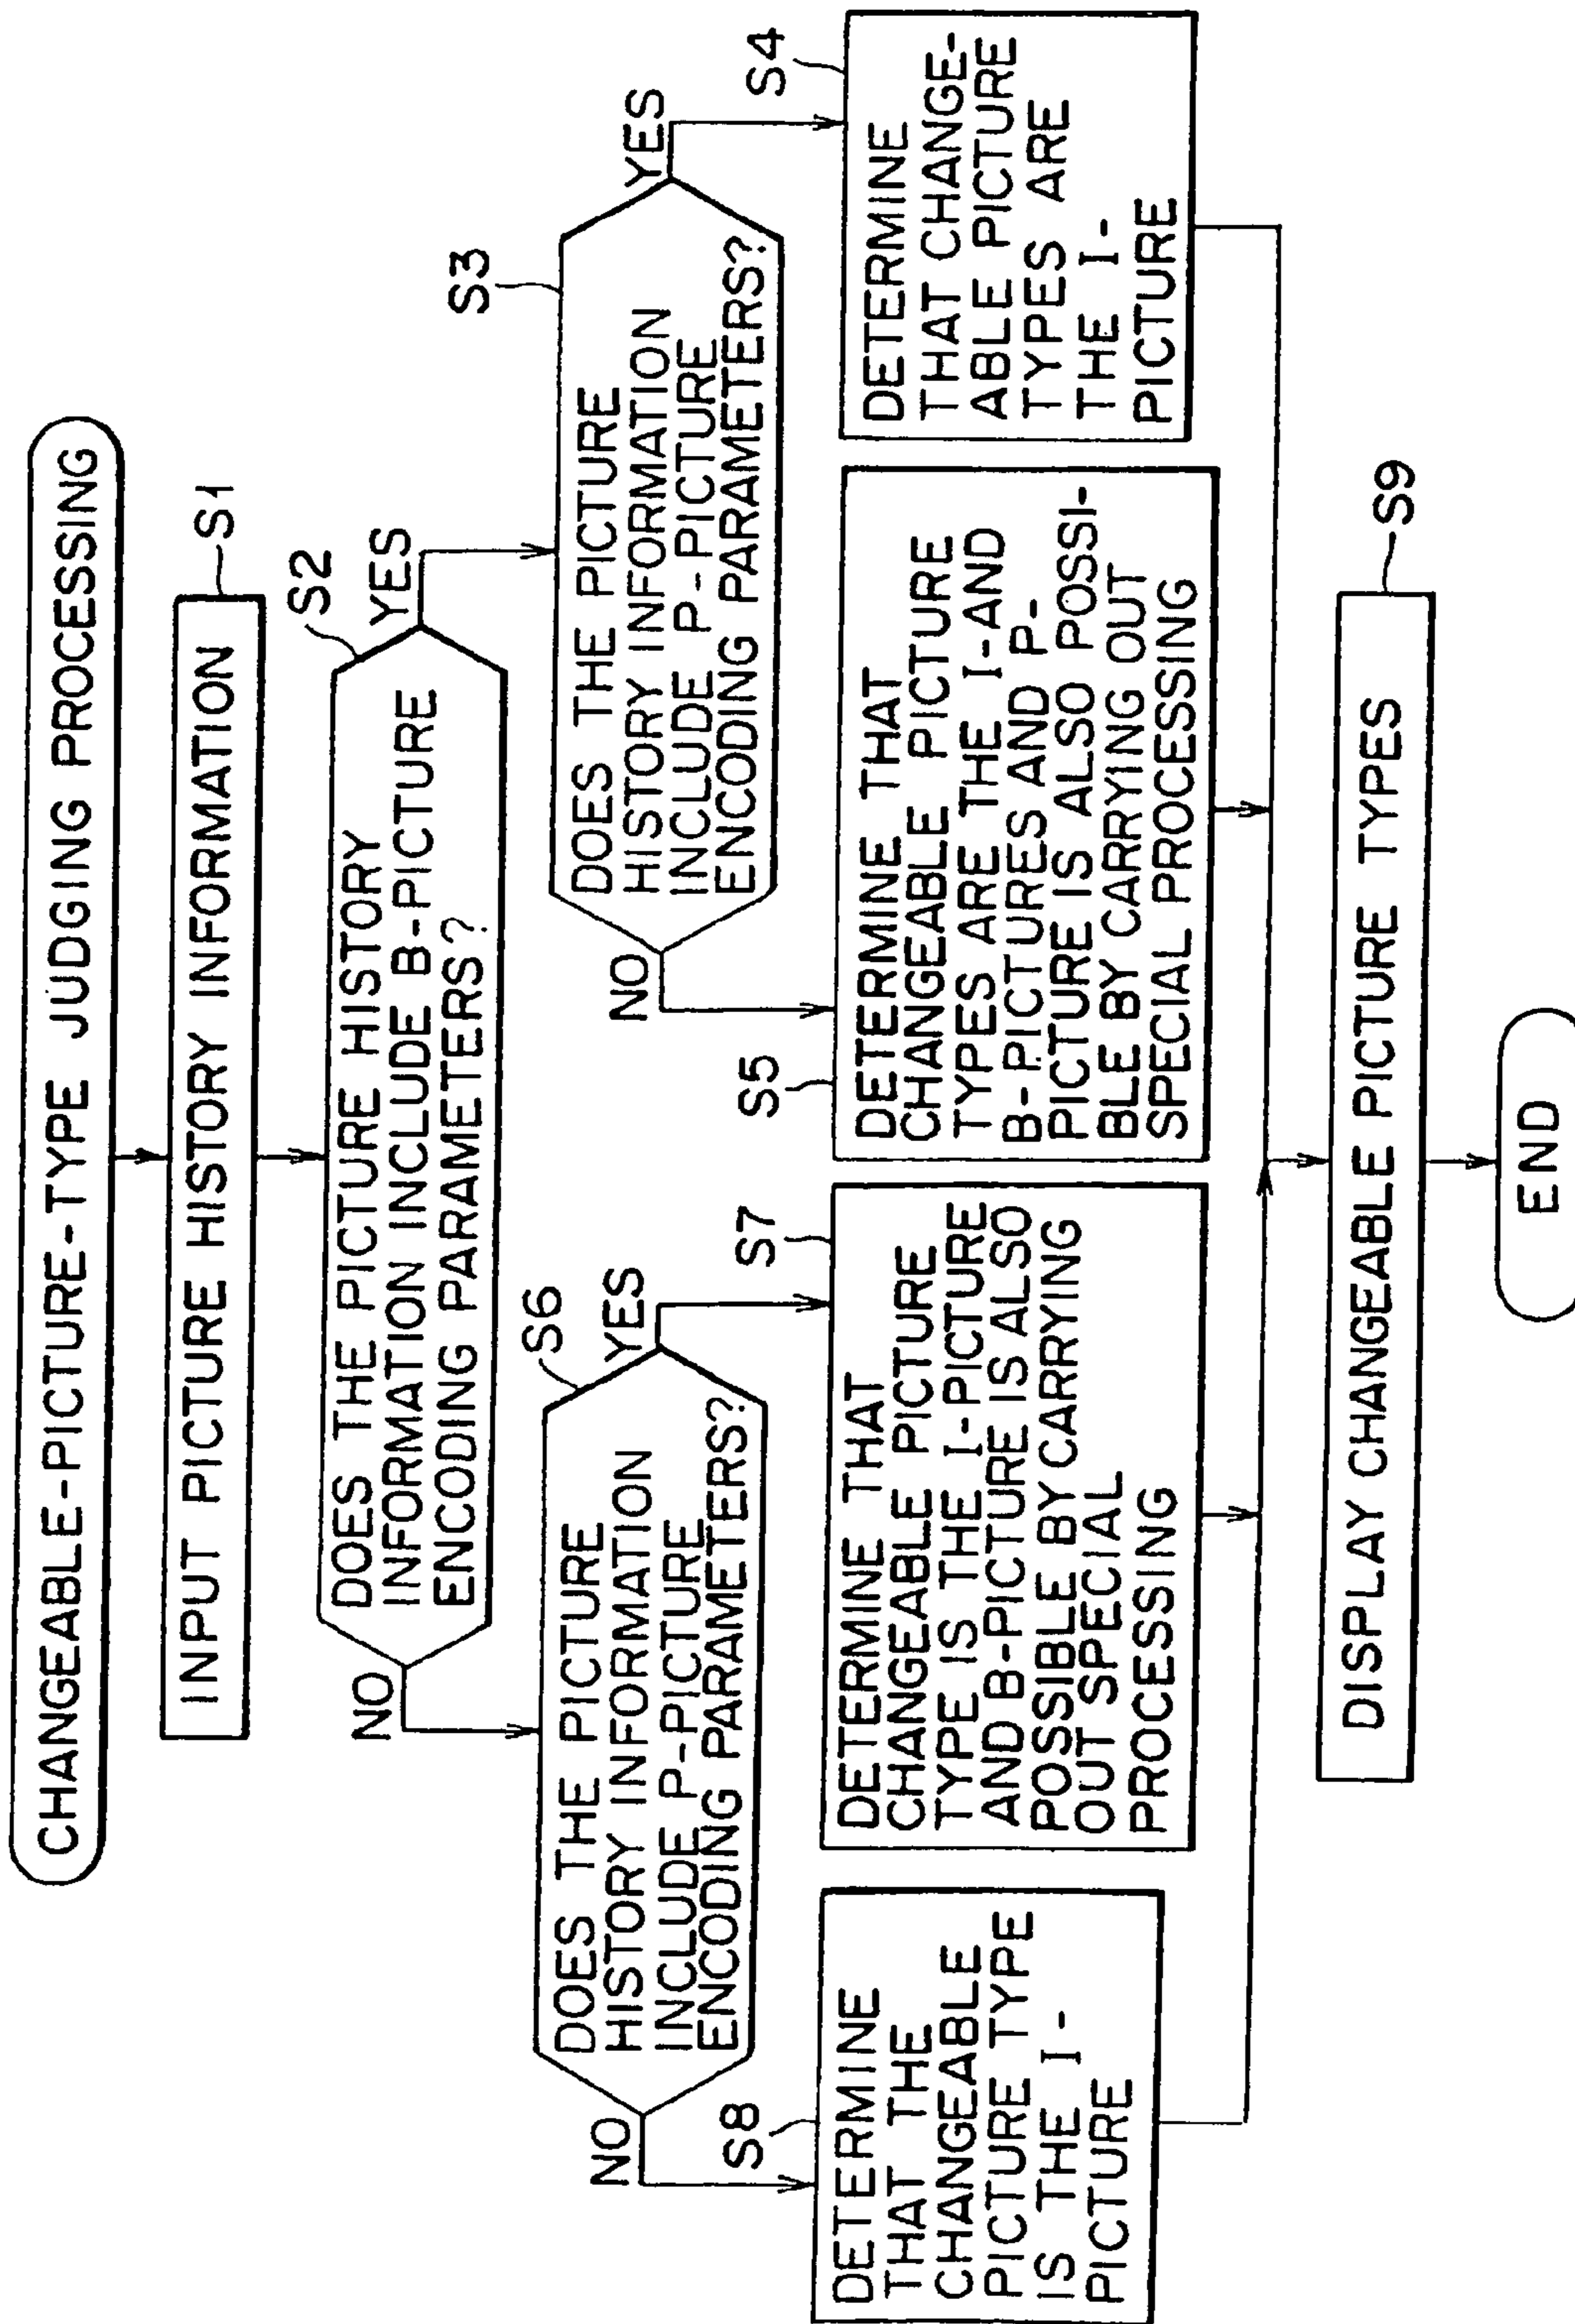 CHANGEABLE-PICTURE-TYPE JUDGING PROCESSING
INPUT PICTURE HISTORY INFORMATION
S1
S2
DOES THE PICTURE HISTORY
INFORMATION INCLUDE B-PICTURE
ENCODING PARAMETERS?
NO
YES
S6
DOES THE PICTURE
HISTORY INFORMATION
INCLUDE P-PICTURE
ENCODING PARAMETERS?
NO
YES
S3
DOES THE PICTURE
HISTORY INFORMATION
INCLUDE P-PICTURE
ENCODING PARAMETERS?
NO
YES
S8
DETERMINE
THAT THE
CHANGEABLE
PICTURE TYPE
IS THE I-
PICTURE
S7
DETERMINE THAT
CHANGEABLE PICTURE
TYPE IS THE I-PICTURE
AND B-PICTURE IS ALSO
POSSIBLE BY CARRYING
OUT SPECIAL
PROCESSING
S5
DETERMINE THAT
CHANGEABLE PICTURE
TYPES ARE THE I-AND
B-PICTURES AND P-
PICTURE IS ALSO POSSI-
BLE BY CARRYING OUT
SPECIAL PROCESSING
S4
DETERMINE
THAT CHANGE-
ABLE PICTURE
TYPES ARE
THE I-
PICTURE
DISPLAY CHANGEABLE PICTURE TYPES
S9
END